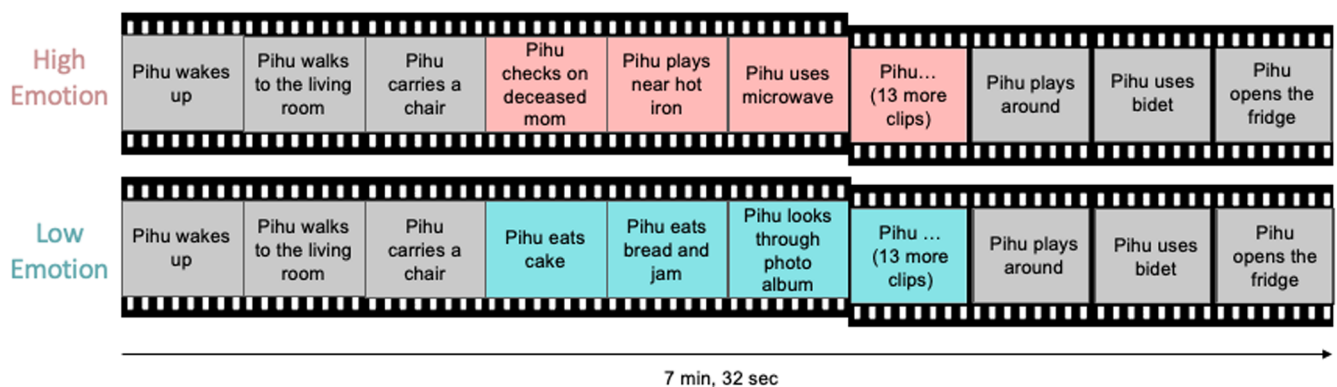 High
Emotion
Pihu wakes
up
Pihu walks
to the living
room
Pihu
carries a
chair
Pihu
checks on
deceased
mom
Pihu plays
near hot
iron
Pihu uses
microwave
Pihu...
(13 more
clips)
Pihu plays
around
Pihu uses
bidet
Pihu
opens the
fridge
Low
Emotion
Pihu wakes
up
Pihu walks
to the living
room
Pihu
carries a
chair
Pihu eats
cake
Pihu eats
bread and
jam
Pihu looks
through
photo
album
Pihu ...
(13 more
clips)
Pihu plays
around
Pihu uses
bidet
Pihu
opens the
fridge
7 min, 32 sec